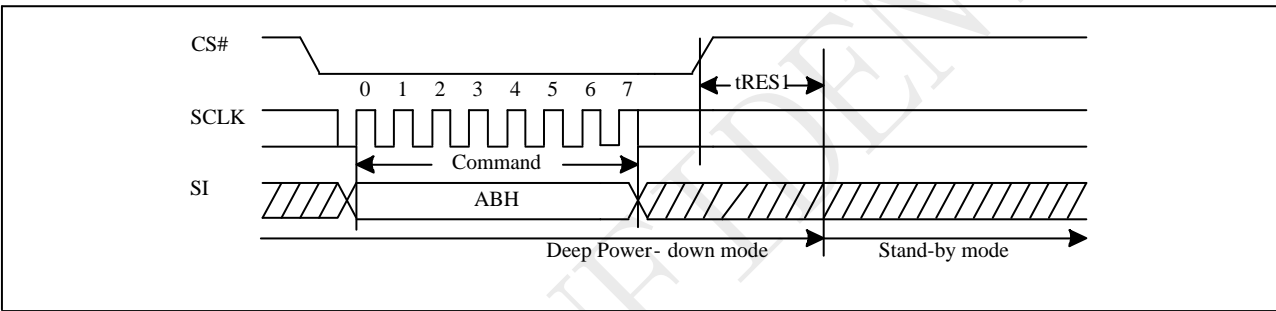 CS#
tRES1
0 1 2 3 4 5 6 7
SCLK
Command
SI
ABH
Deep Power- down mode Stand-by mode